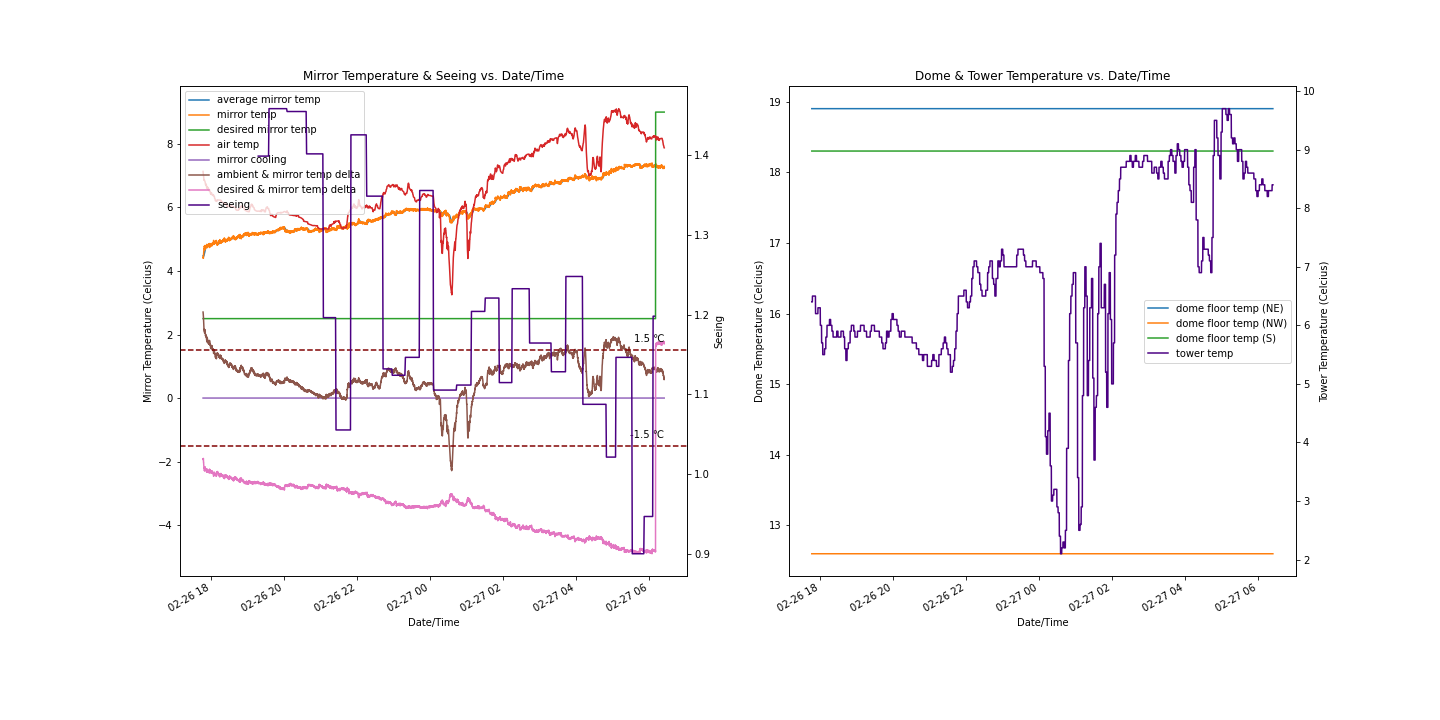 Mirror Temperature & Seeing vs. Date/Time
Mirror Temperature (Celcius)
8
6
4
2
0
−2
−4
average mirror temp
mirror temp
desired mirror temp
air temp
mirror cooling
ambient & mirror temp delta
desired & mirror temp delta
seeing
1.5 °C
-1.5 °C
1.4
1.3
1.2
1.1
1.0
0.9
Seeing
02-26 18
02-26 20
02-26 22
02-27 00
02-27 02
02-27 04
02-27 06
Date/Time
Dome & Tower Temperature vs. Date/Time
Dome Temperature (Celcius)
19
18
17
16
15
14
13
dome floor temp (NE)
dome floor temp (NW)
dome floor temp (S)
tower temp
10
9
8
7
6
5
4
3
2
Tower Temperature (Celcius)
02-26 18
02-26 20
02-26 22
02-27 00
02-27 02
02-27 04
02-27 06
Date/Time